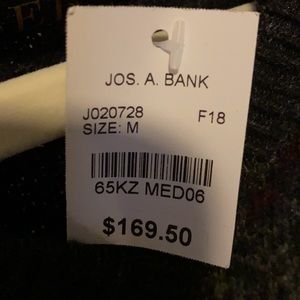 JOS. A. BANK
J020728 F18
SIZE: M
65KZ MED06
$169.50